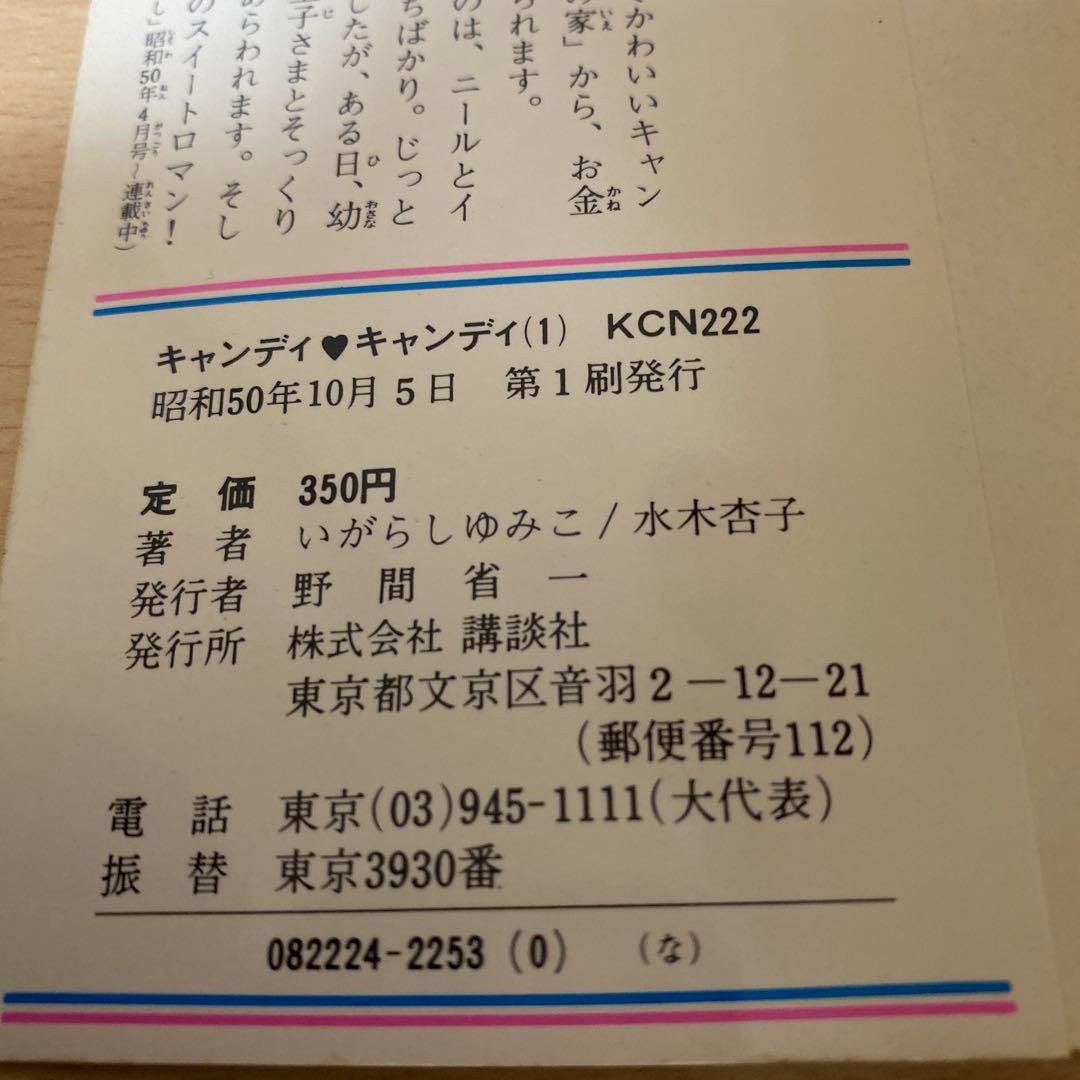 かわいいキャン
家」から、お金
られます。
のは、ニールとイ
ちばかり。じっと
したが、ある日、幼
子さまとそっくり
あらわれます。そし
のスイートロマン！
し』昭和50年4月号～連載中）
キャンディ♥キャンディ(1) KCN222
昭和50年10月5日 第1刷発行
定価 350円
著者 いがらしゆみこ/水木杏子
発行者 野間省一
発行所 株式会社 講談社
東京都文京区音羽2-12-21
(郵便番号112)
電話 東京(03)945-1111(大代表)
振替 東京3930番
082224-2253 (0) (な)